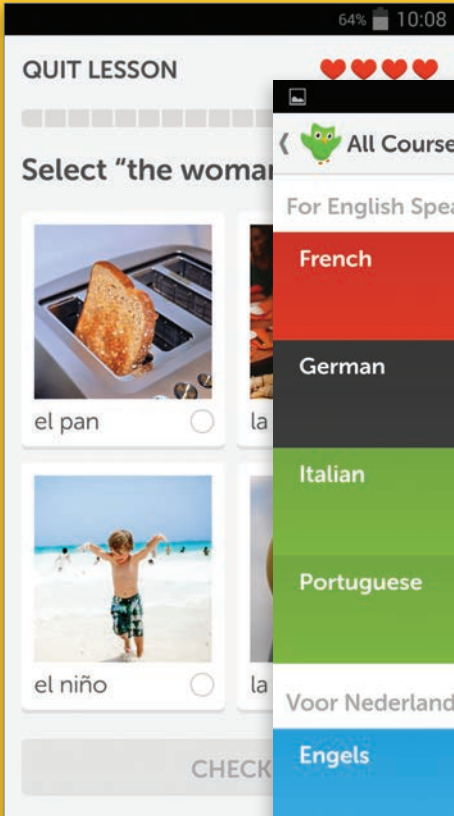 64% 10:08
QUIT LESSON
Select “the woma
el pan
la
el niño
la
CHECK
All Course
For English Spea
French
German
Italian
Portuguese
Voor Nederland
Engels